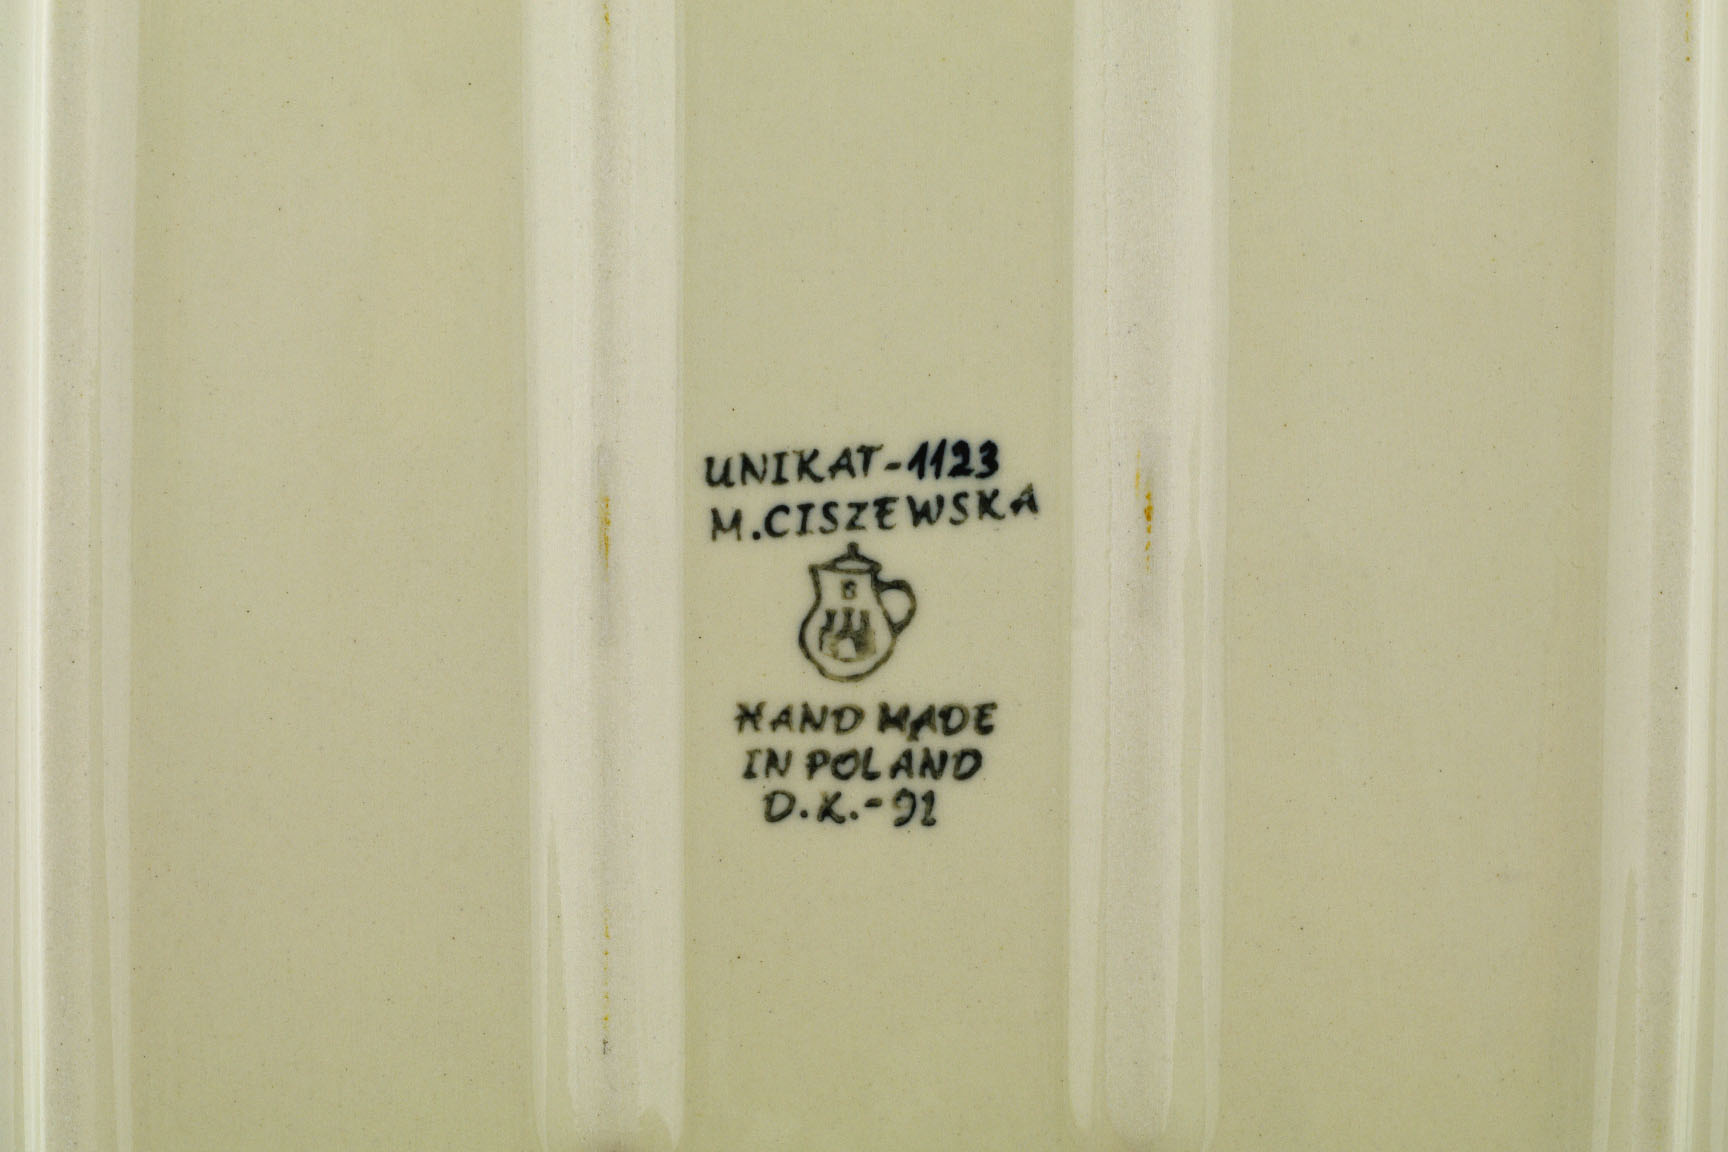 UNIKAT-1123
M.CISZEWSKA
B
HAND MADE
IN POLAND
D.K.-92